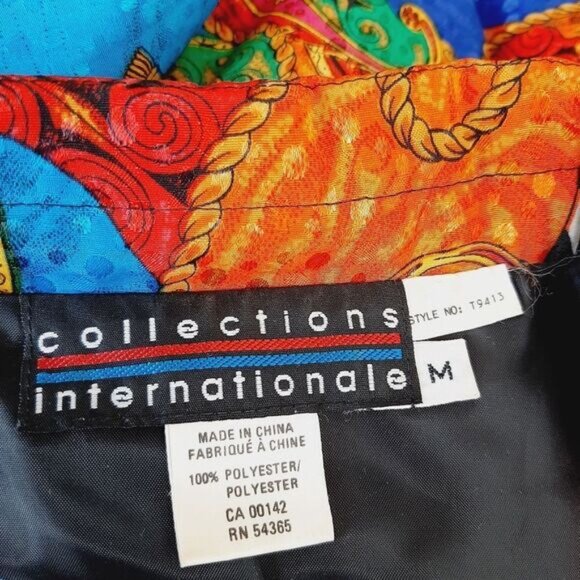 collections
internationale
STYLE NO: T9413
M
MADE IN CHINA
FABRIQUÉ À CHINE
100% POLYESTER/
POLYESTER
CA 00142
RN 54365